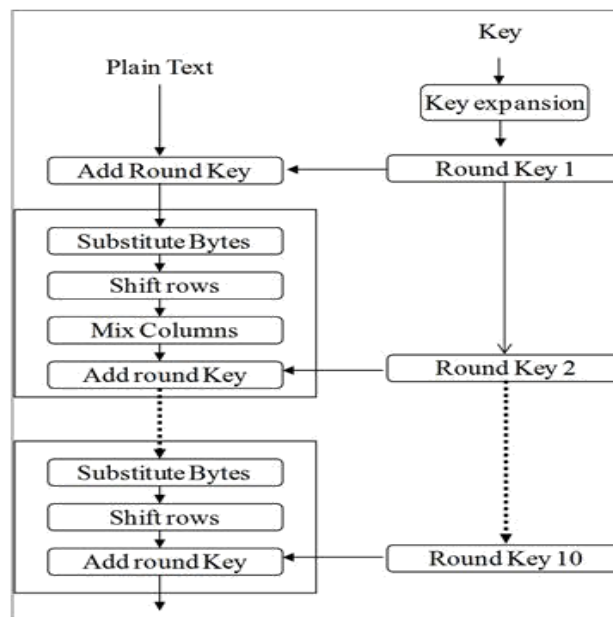 Key
Plain Text
Key expansion
Add Round Key
Round Key 1
Substitute Bytes
Shift rows
Mix Columns
Add round Key
Round Key 2
Substitute Bytes
Shift rows
Add round Key
Round Key 10